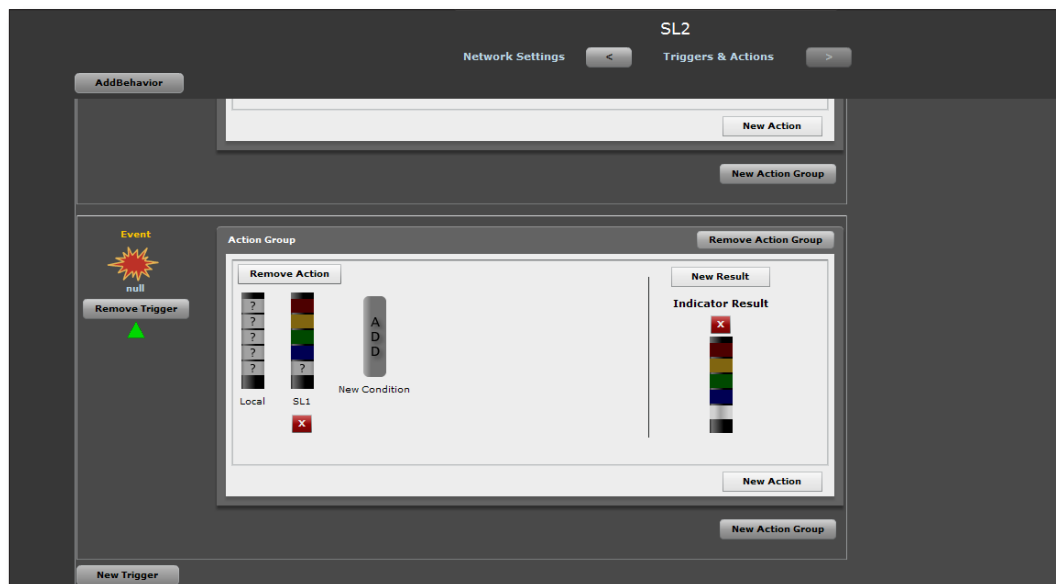 SL2
Network Settings
<
Triggers & Actions
>
AddBehavior
New Action
New Action Group
Event
null
Remove Trigger
Action Group
Remove Action Group
Remove Action
?
?
?
?
?
Local
?
SL1
X
A
D
D
New Condition
New Result
Indicator Result
X
New Action
New Action Group
New Trigger